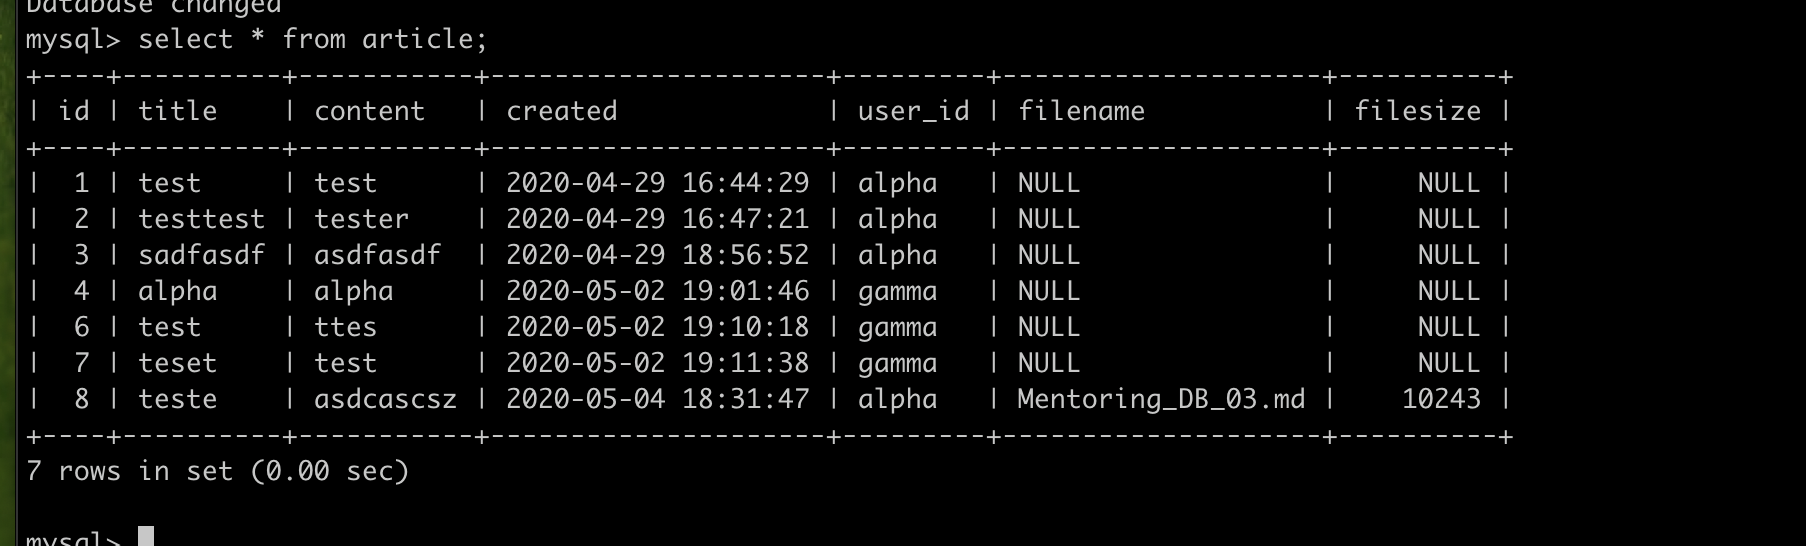 Database changed
mysql> select * from article;
+----+----------+-----------+---------------------+---------+--------------------+----------+
| id | title    | content   | created             | user_id | filename           | filesize |
+----+----------+-----------+---------------------+---------+--------------------+----------+
|  1 | test     | test      | 2020-04-29 16:44:29 | alpha   | NULL               |     NULL |
|  2 | testtest | tester    | 2020-04-29 16:47:21 | alpha   | NULL               |     NULL |
|  3 | sadfasdf | asdfasdf  | 2020-04-29 18:56:52 | alpha   | NULL               |     NULL |
|  4 | alpha    | alpha     | 2020-05-02 19:01:46 | gamma   | NULL               |     NULL |
|  6 | test     | ttes      | 2020-05-02 19:10:18 | gamma   | NULL               |     NULL |
|  7 | teset    | test      | 2020-05-02 19:11:38 | gamma   | NULL               |     NULL |
|  8 | teste    | asdcascsz | 2020-05-04 18:31:47 | alpha   | Mentoring_DB_03.md |    10243 |
+----+----------+-----------+---------------------+---------+--------------------+----------+
7 rows in set (0.00 sec)
mysql>